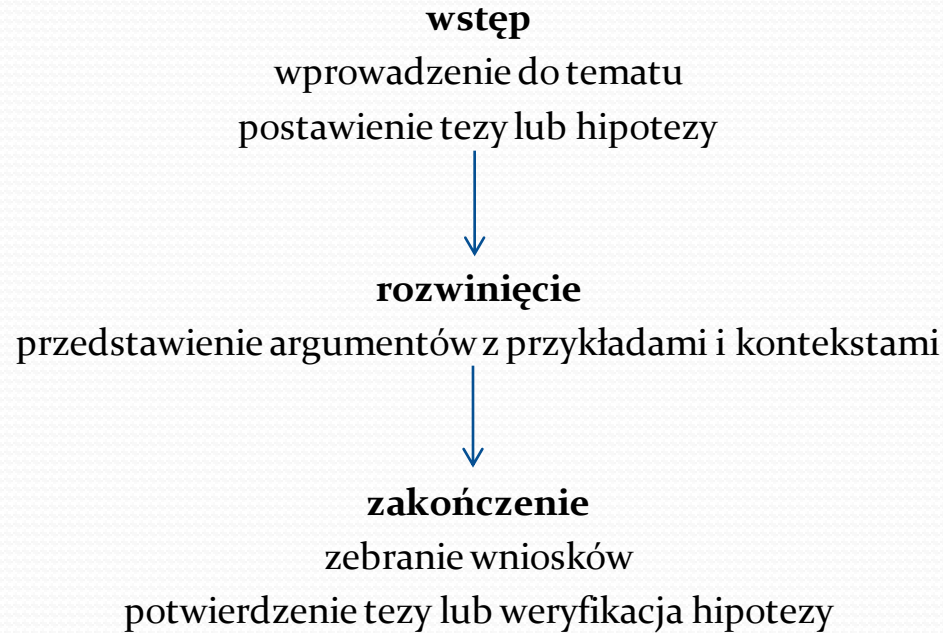 wstęp
wprowadzenie do tematu
postawienie tezy lub hipotezy
rozwinięcie
przedstawienie argumentów z przykładami i kontekstami
zakończenie
zebranie wniosków
potwierdzenie tezy lub weryfikacja hipotezy